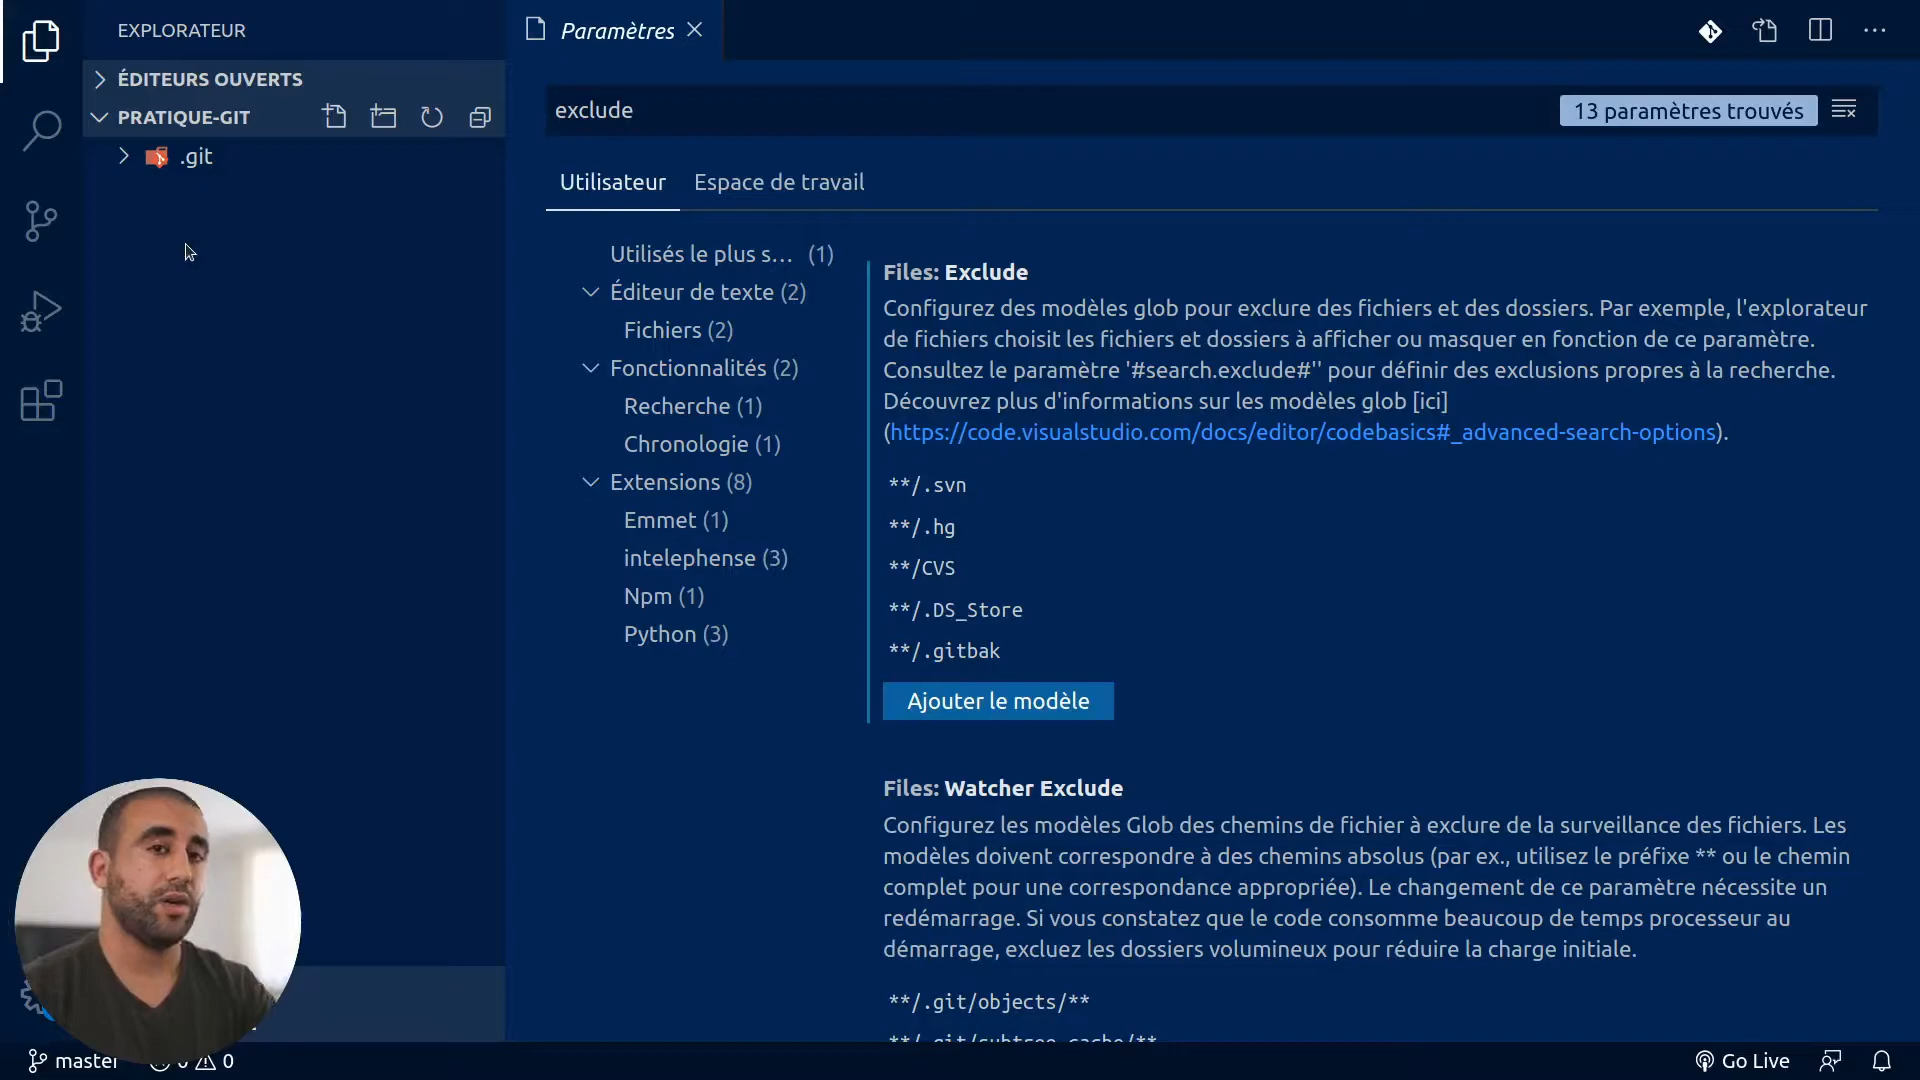 EXPLORATEUR
Paramètres
ÉDITEURS OUVERTS
PRATIQUE-GIT
.git
exclude
13 paramètres trouvés
Utilisateur
Espace de travail
Utilisés le plus s... (1)
Éditeur de texte (2)
Fichiers (2)
Fonctionnalités (2)
Recherche (1)
Chronologie (1)
Extensions (8)
Emmet (1)
intelephense (3)
Npm (1)
Python (3)
Files: Exclude
Configurez des modèles glob pour exclure des fichiers et des dossiers. Par exemple, l'explorateur
de fichiers choisit les fichiers et dossiers à afficher ou masquer en fonction de ce paramètre.
Consultez le paramètre '#search.exclude#'' pour définir des exclusions propres à la recherche.
Découvrez plus d'informations sur les modèles glob [ici]
(https://code.visualstudio.com/docs/editor/codebasics#_advanced-search-options).
**/.svn
**/.hg
**/CVS
**/.DS_Store
**/.gitbak
Ajouter le modèle
Files: Watcher Exclude
Configurez les modèles Glob des chemins de fichier à exclure de la surveillance des fichiers. Les
modèles doivent correspondre à des chemins absolus (par ex., utilisez le préfixe ** ou le chemin
complet pour une correspondance appropriée). Le changement de ce paramètre nécessite un
redémarrage. Si vous constatez que le code consomme beaucoup de temps processeur au
démarrage, excluez les dossiers volumineux pour réduire la charge initiale.
**/.git/objects/**
**/.git/subtree-cache/**
master
0
0
Go Live